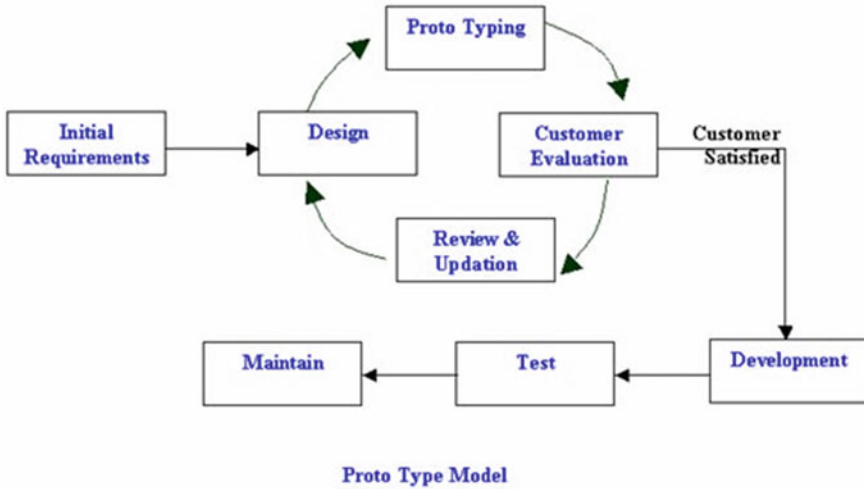 Proto Typing
Initial
Requirements
Design
Customer
Evaluation
Customer
Satisfied
Review &
Updation
Maintain
Test
Development
Proto Type Model